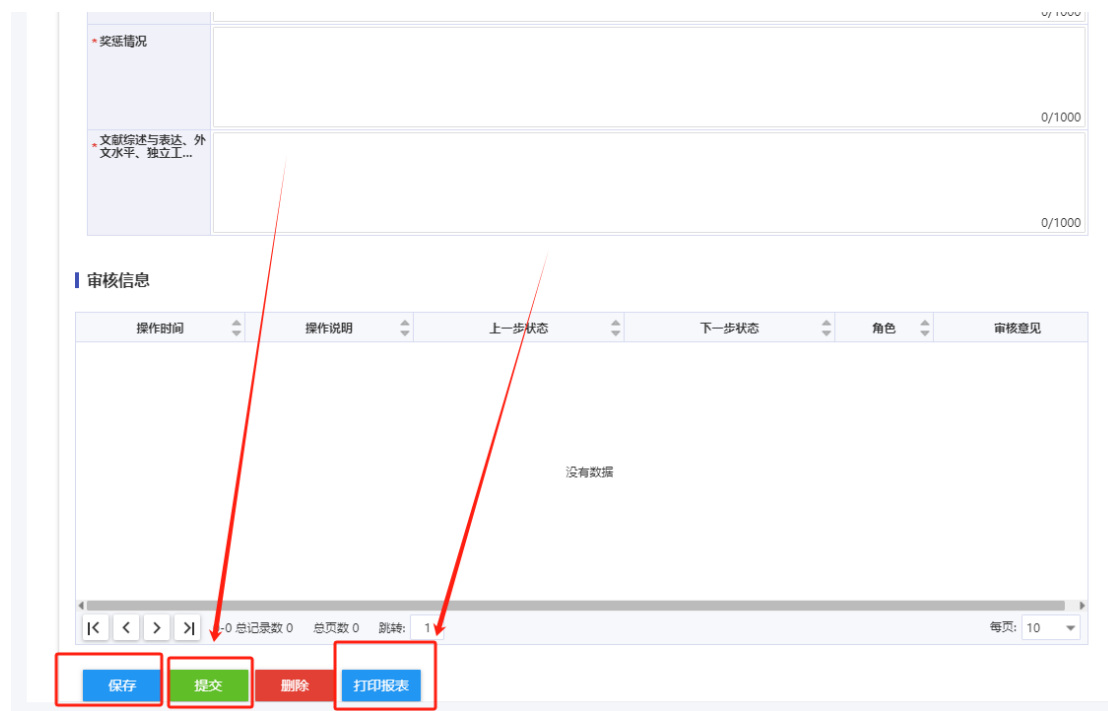 * 奖惩情况
0/1000
* 文献综述与表达、外
文水平、独立工...
0/1000
审核信息
操作时间 操作说明 上一步状态 下一步状态 角色 审核意见
没有数据
-0 总记录数 0 总页数 0 跳转: 1 每页: 10
保存 提交 删除 打印报表